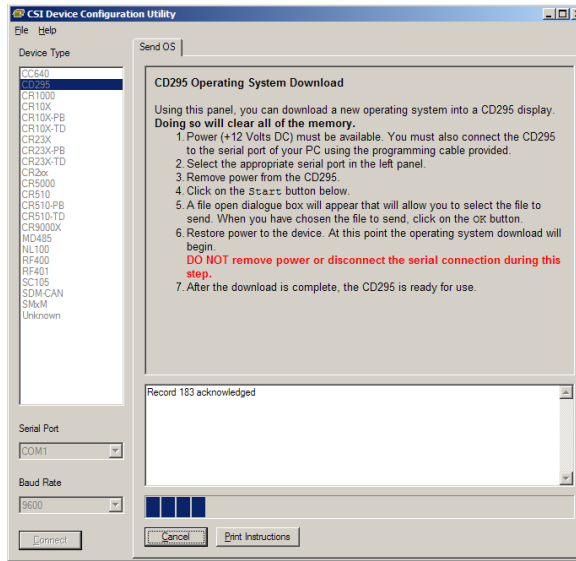 CSI Device Configuration Utility
File Help
Device Type
CC640
CD295
CR1000
CR10X
CR10X-PB
CR10X-TD
CR23X
CR23X-PB
CR23X-TD
CR2xx
CR5000
CR510
CR510-PB
CR510-TD
CR9000X
MD485
NL100
RF400
RF401
SC105
SDM-CAN
SMxM
Unknown
Serial Port
COM1
Baud Rate
9600
Connect
Send OS
CD295 Operating System Download
Using this panel, you can download a new operating system into a CD295 display.
Doing so will clear all of the memory.
1. Power (+12 Volts DC) must be available. You must also connect the CD295
to the serial port of your PC using the programming cable provided.
2. Select the appropriate serial port in the left panel.
3. Remove power from the CD295.
4. Click on the Start button below.
5. A file open dialogue box will appear that will allow you to select the file to
send. When you have chosen the file to send, click on the OK button.
6. Restore power to the device. At this point the operating system download will
begin.
DO NOT remove power or disconnect the serial connection during this
step.
7. After the download is complete, the CD295 is ready for use.
Record 183 acknowledged
Cancel
Print Instructions